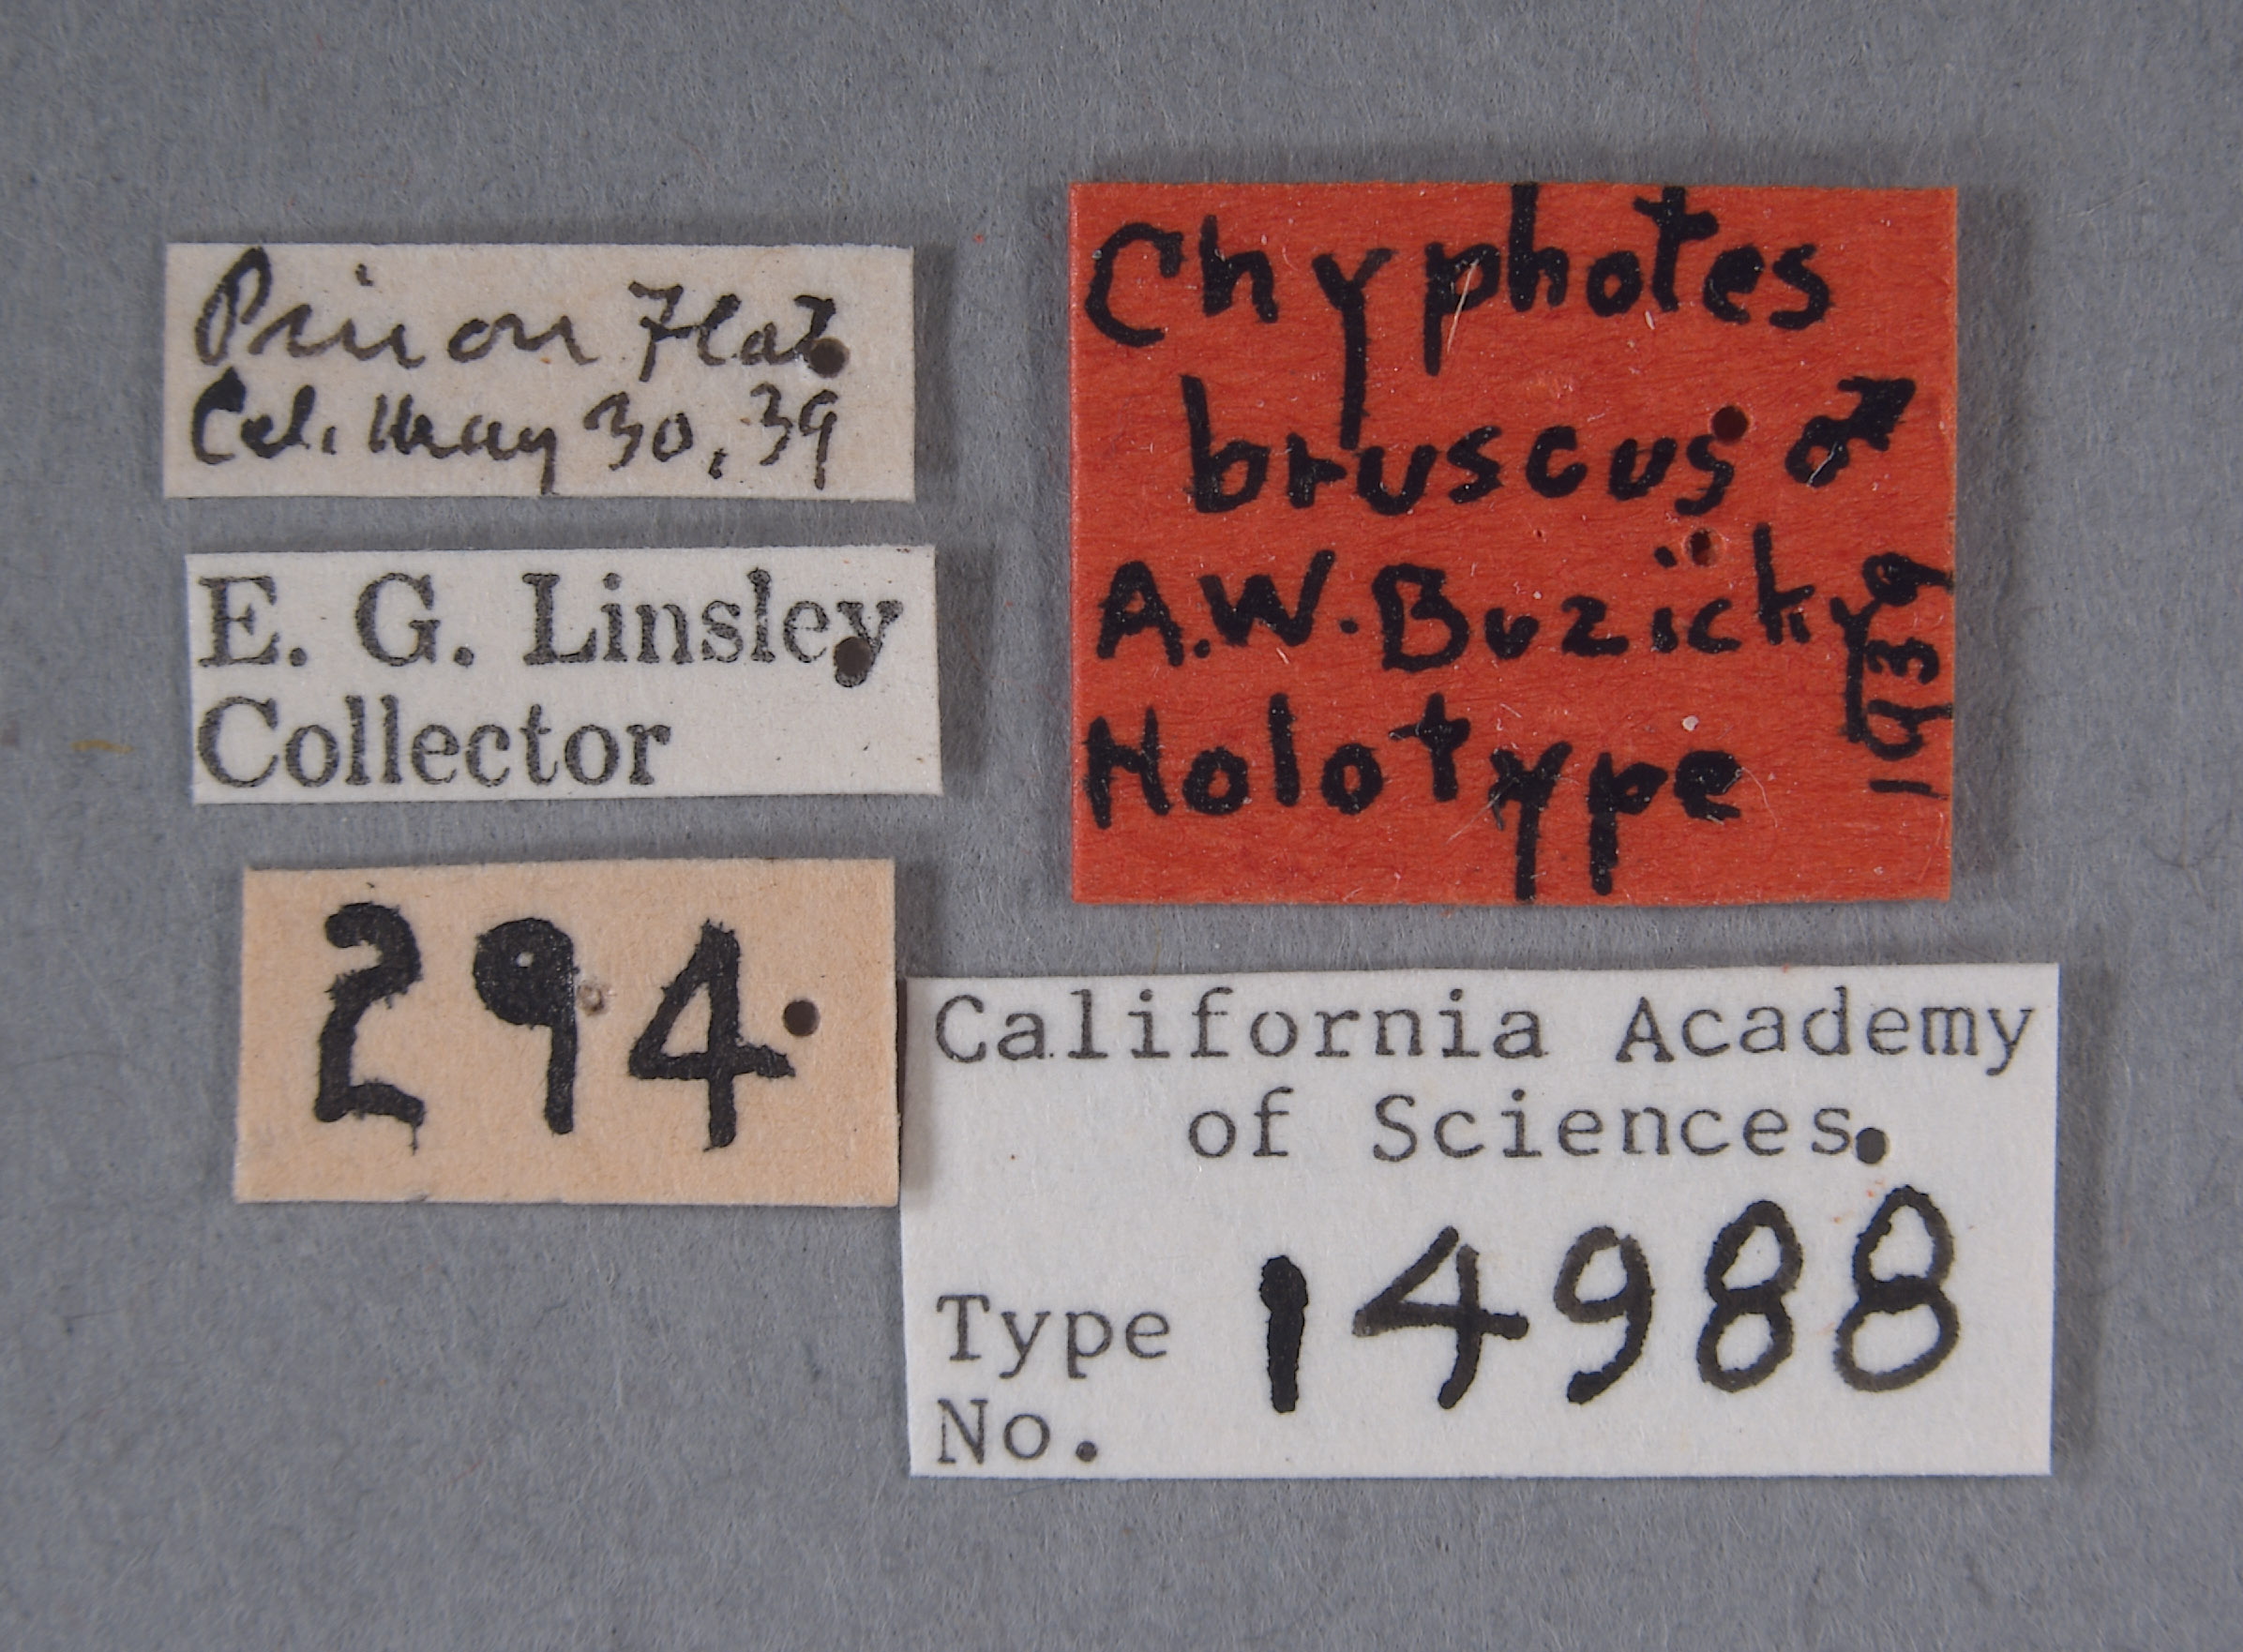 Pinon Flat
Cal. May 30, 39
E. G. Linsley
Collector
294
Chyphotes
bruscus ♂
A.W. Buzicky
1939
Holotype
California Academy
of Sciences
Type
No. 14988